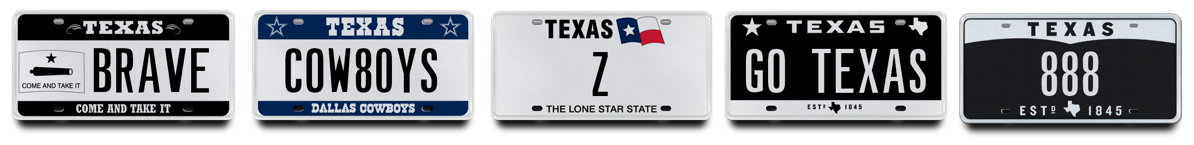 TEXAS
COME AND TAKE IT
BRAVE
COME AND TAKE IT
TEXAS
COW80YS
DALLAS COWBOYS
TEXAS
Z
THE LONE STAR STATE
TEXAS
GO TEXAS
ESTD 1845
TEXAS
888
ESTD 1845